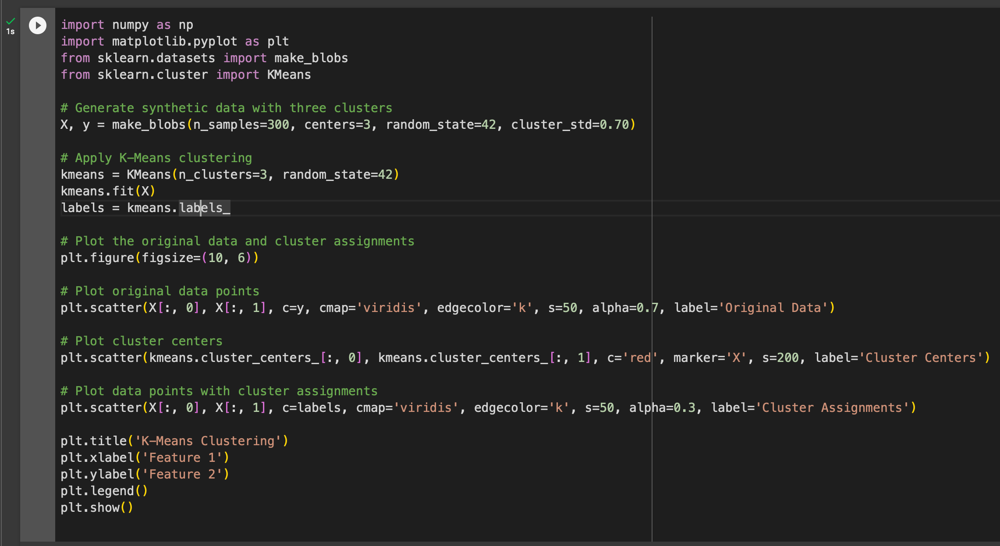 1s
import numpy as np
import matplotlib.pyplot as plt
from sklearn.datasets import make_blobs
from sklearn.cluster import KMeans
# Generate synthetic data with three clusters
X, y = make_blobs(n_samples=300, centers=3, random_state=42, cluster_std=0.70)
# Apply K-Means clustering
kmeans = KMeans(n_clusters=3, random_state=42)
kmeans.fit(X)
labels = kmeans.labels_
# Plot the original data and cluster assignments
plt.figure(figsize=(10, 6))
# Plot original data points
plt.scatter(X[:, 0], X[:, 1], c=y, cmap='viridis', edgecolor='k', s=50, alpha=0.7, label='Original Data')
# Plot cluster centers
plt.scatter(kmeans.cluster_centers_[:, 0], kmeans.cluster_centers_[:, 1], c='red', marker='X', s=200, label='Cluster Centers')
# Plot data points with cluster assignments
plt.scatter(X[:, 0], X[:, 1], c=labels, cmap='viridis', edgecolor='k', s=50, alpha=0.3, label='Cluster Assignments')
plt.title('K-Means Clustering')
plt.xlabel('Feature 1')
plt.ylabel('Feature 2')
plt.legend()
plt.show()